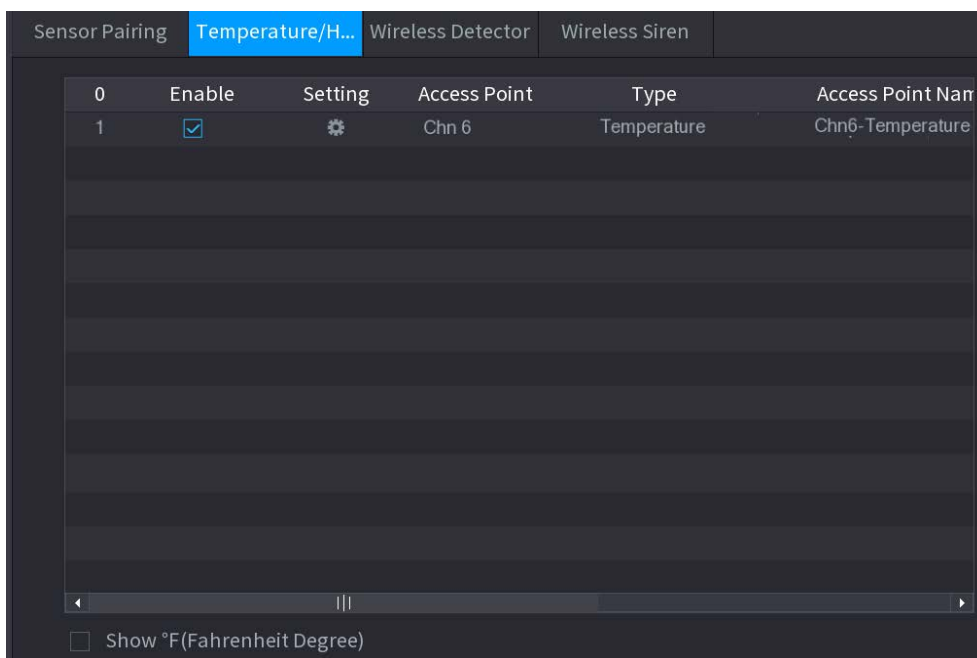 Sensor Pairing Temperature/H... Wireless Detector Wireless Siren
0 Enable Setting Access Point Type Access Point Nam
1 Chn 6 Temperature Chn6-Temperature
Show °F(Fahrenheit Degree)